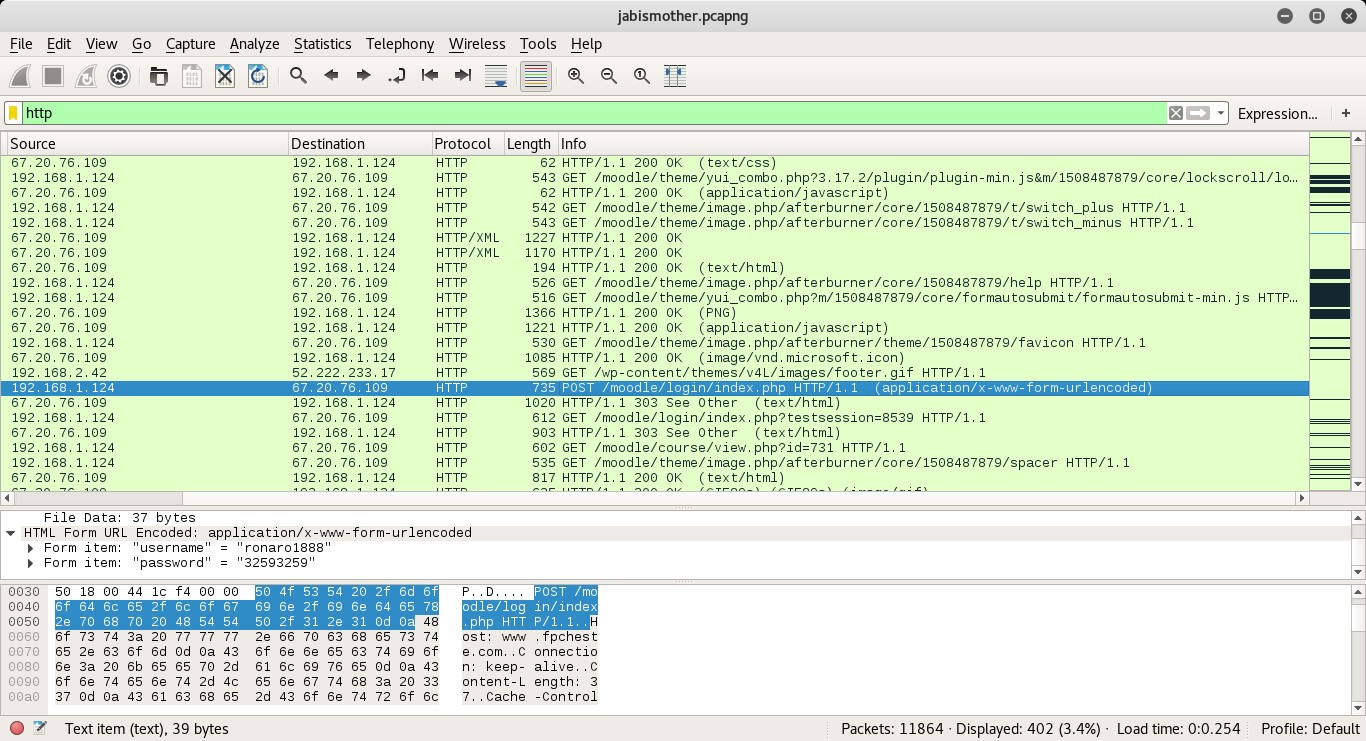 jabismother.pcapng
File Edit View Go Capture Analyze Statistics Telephony Wireless Tools Help
http Expression... +
Source Destination Protocol Length Info
67.20.76.109 192.168.1.124 HTTP 62 HTTP/1.1 200 OK (text/css)
192.168.1.124 67.20.76.109 HTTP 543 GET /moodle/theme/yui_combo.php?3.17.2/plugin/plugin-min.js&m/1508487879/core/lockscroll/lo...
67.20.76.109 192.168.1.124 HTTP 62 HTTP/1.1 200 OK (application/javascript)
192.168.1.124 67.20.76.109 HTTP 542 GET /moodle/theme/image.php/afterburner/core/1508487879/t/switch_plus HTTP/1.1
192.168.1.124 67.20.76.109 HTTP 543 GET /moodle/theme/image.php/afterburner/core/1508487879/t/switch_minus HTTP/1.1
67.20.76.109 192.168.1.124 HTTP/XML 1227 HTTP/1.1 200 OK
67.20.76.109 192.168.1.124 HTTP/XML 1170 HTTP/1.1 200 OK
67.20.76.109 192.168.1.124 HTTP 194 HTTP/1.1 200 OK (text/html)
192.168.1.124 67.20.76.109 HTTP 526 GET /moodle/theme/image.php/afterburner/core/1508487879/help HTTP/1.1
192.168.1.124 67.20.76.109 HTTP 516 GET /moodle/theme/yui_combo.php?m/1508487879/core/formautosubmit/formautosubmit-min.js HTTP...
67.20.76.109 192.168.1.124 HTTP 1366 HTTP/1.1 200 OK (PNG)
67.20.76.109 192.168.1.124 HTTP 1221 HTTP/1.1 200 OK (application/javascript)
192.168.1.124 67.20.76.109 HTTP 530 GET /moodle/theme/image.php/afterburner/theme/1508487879/favicon HTTP/1.1
67.20.76.109 192.168.1.124 HTTP 1085 HTTP/1.1 200 OK (image/vnd.microsoft.icon)
192.168.2.42 52.222.233.17 HTTP 569 GET /wp-content/themes/v4L/images/footer.gif HTTP/1.1
192.168.1.124 67.20.76.109 HTTP 735 POST /moodle/login/index.php HTTP/1.1 (application/x-www-form-urlencoded)
67.20.76.109 192.168.1.124 HTTP 1020 HTTP/1.1 303 See Other (text/html)
192.168.1.124 67.20.76.109 HTTP 612 GET /moodle/login/index.php?testsession=8539 HTTP/1.1
67.20.76.109 192.168.1.124 HTTP 903 HTTP/1.1 303 See Other (text/html)
192.168.1.124 67.20.76.109 HTTP 602 GET /moodle/course/view.php?id=731 HTTP/1.1
192.168.1.124 67.20.76.109 HTTP 535 GET /moodle/theme/image.php/afterburner/core/1508487879/spacer HTTP/1.1
67.20.76.109 192.168.1.124 HTTP 817 HTTP/1.1 200 OK (text/html)
File Data: 37 bytes
HTML Form URL Encoded: application/x-www-form-urlencoded
Form item: "username" = "ronaro1888"
Form item: "password" = "32593259"
0030 50 18 00 44 1c f4 00 00 50 4f 53 54 20 2f 6d 6f P..D.... POST /mo
0040 6f 64 6c 65 2f 6c 6f 67 69 6e 2f 69 6e 64 65 78 odle/log in/index
0050 2e 70 68 70 20 48 54 54 50 2f 31 2e 31 0d 0a 48 .php HTT P/1.1..H
0060 6f 73 74 3a 20 77 77 77 2e 66 70 63 68 65 73 74 ost: www .fpchest
0070 65 2e 63 6f 6d 0d 0a 43 6f 6e 6e 65 63 74 69 6f e.com..C onnectio
0080 6e 3a 20 6b 65 65 70 2d 61 6c 69 76 65 0d 0a 43 n: keep- alive..C
0090 6f 6e 74 65 6e 74 2d 4c 65 6e 67 74 68 3a 20 33 ontent-L ength: 3
00a0 37 0d 0a 43 61 63 68 65 2d 43 6f 6e 74 72 6f 6c 7..Cache -Control
Text item (text), 39 bytes Packets: 11864 · Displayed: 402 (3.4%) · Load time: 0:0.254 Profile: Default